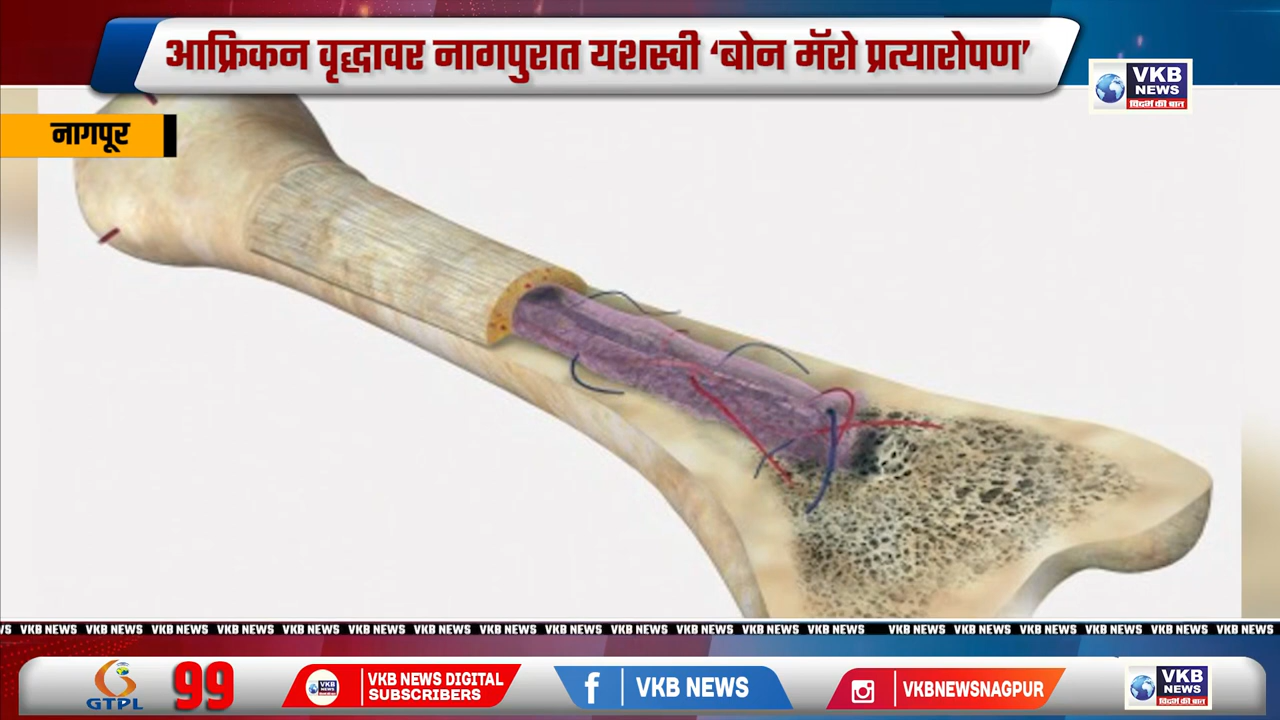 आफ्रिकन वृद्धावर नागपुरात यशस्वी ‘बोन मॅरो प्रत्यारोपण’
VKB
NEWS
विदर्भ की बात
नागपूर
VKB NEWS VKB NEWS VKB NEWS VKB NEWS VKB NEWS VKB NEWS VKB NEWS VKB NEWS VKB NEWS VKB NEWS VKB NEWS VKB NEWS VKB NEWS VKB NEWS VKB NEWS VKB NEWS VKB NEWS VKB NEWS VKB NEWS
GTPL
99
VKB
NEWS
VKB NEWS DIGITAL
SUBSCRIBERS
f
VKB NEWS
VKBNEWSNAGPUR
VKB
NEWS
विदर्भ की बात